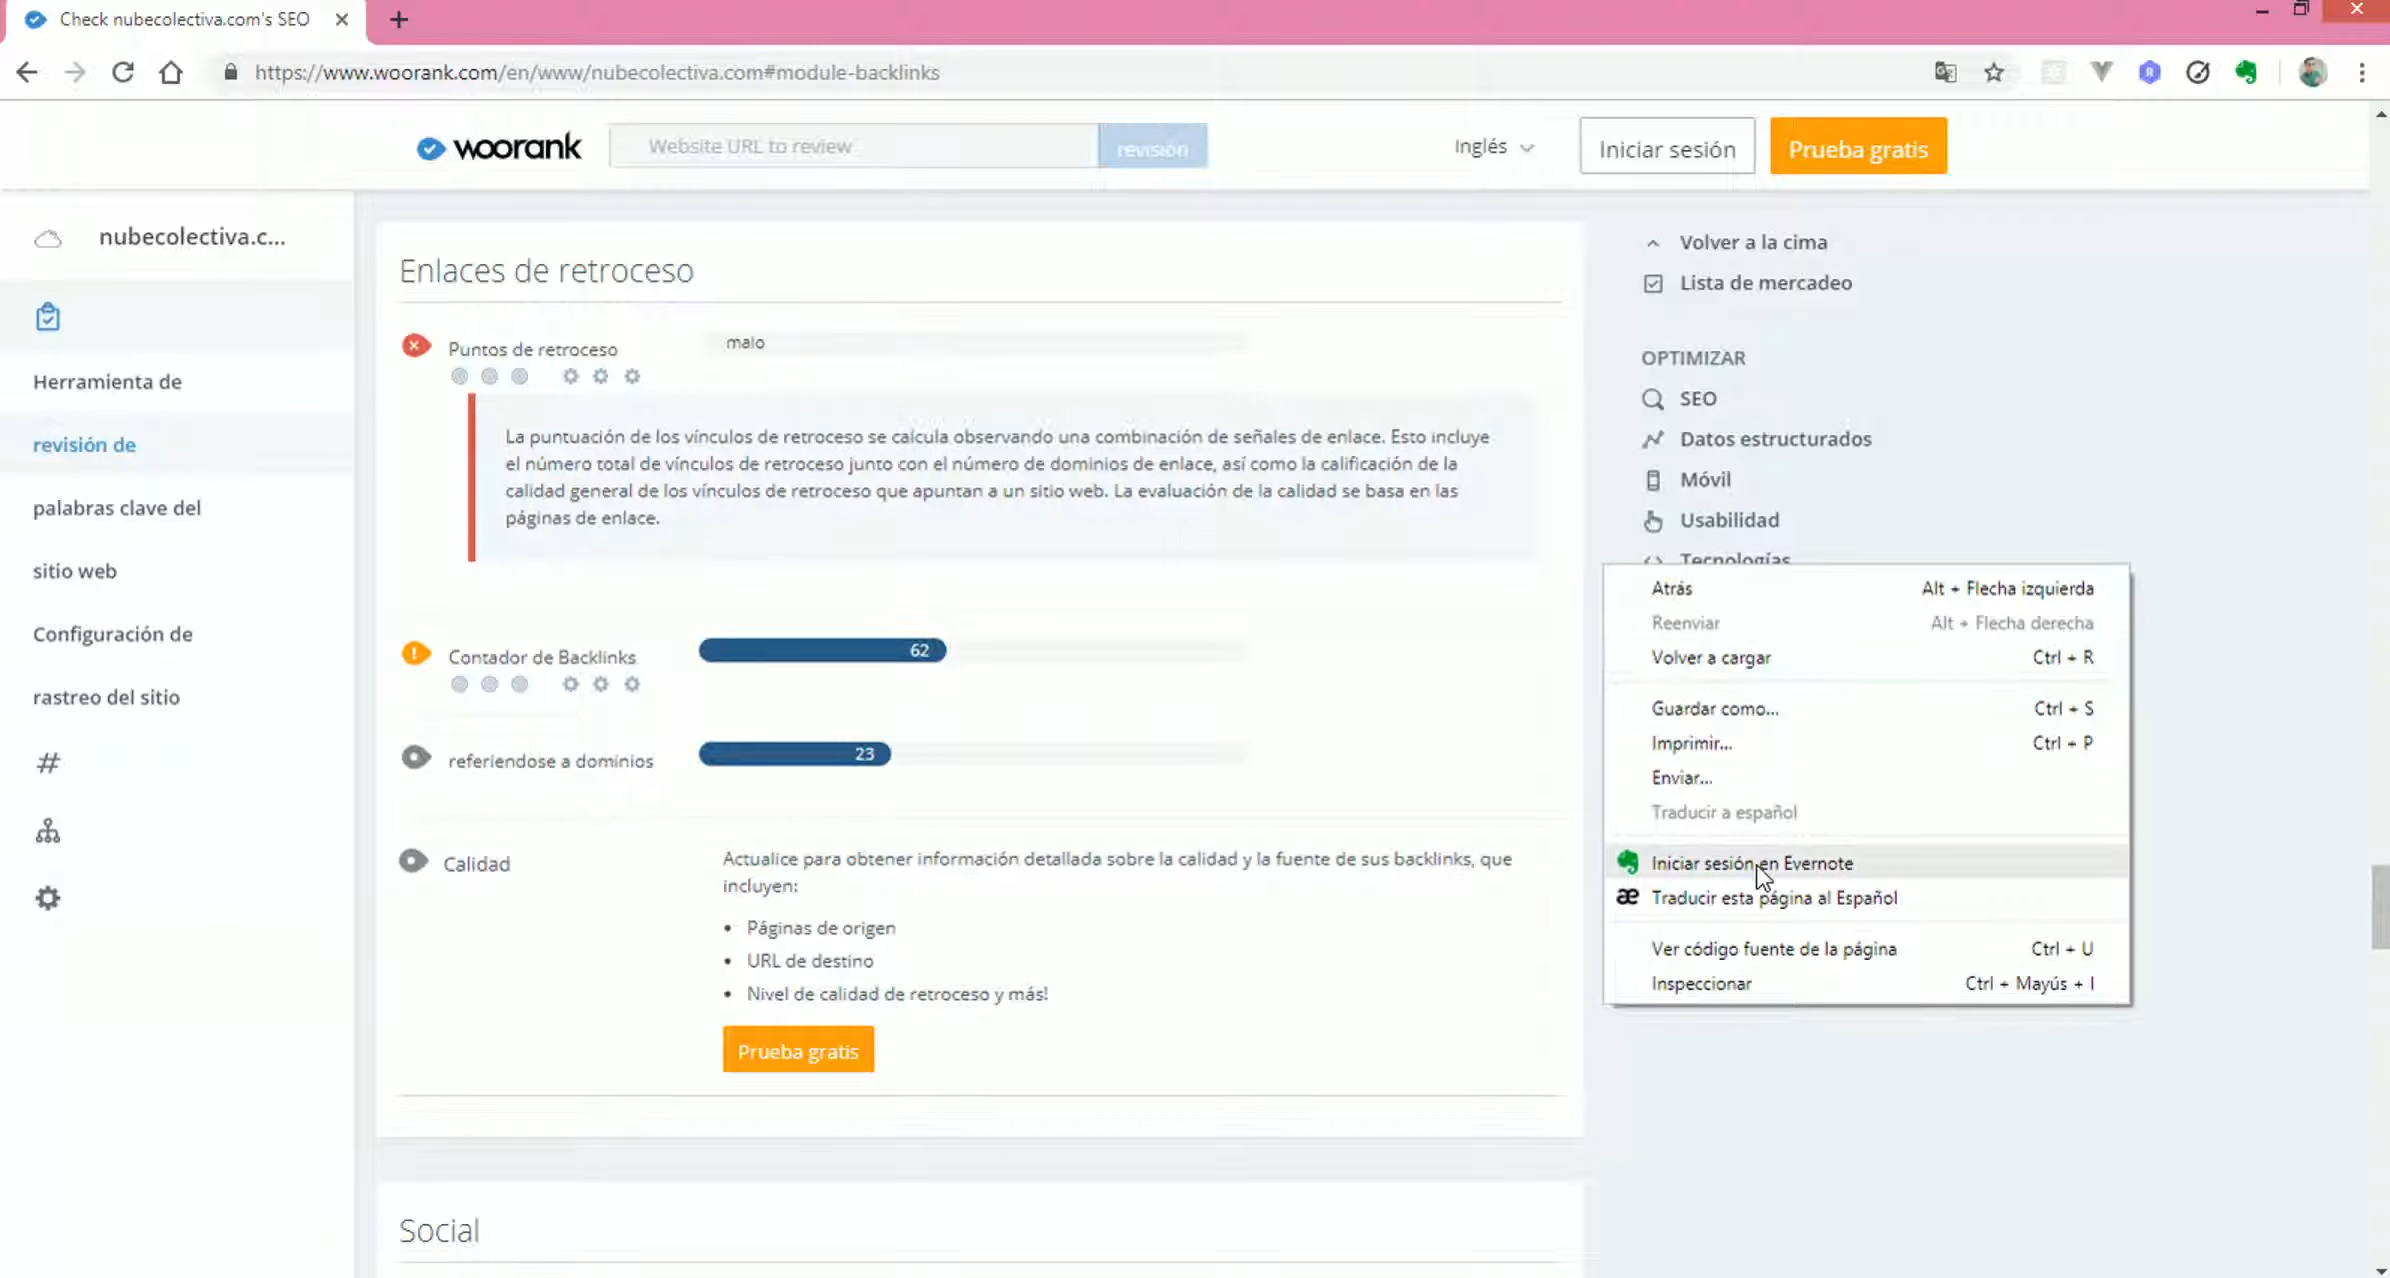 Check nubecolectiva.com's SEO
https://www.woorank.com/en/www/nubecolectiva.com#module-backlinks
woorank
Website URL to review
revisión
Inglés
Iniciar sesión
Prueba gratis
nubecolectiva.c...
Herramienta de
revisión de
palabras clave del
sitio web
Configuración de
rastreo del sitio
Enlaces de retroceso
Puntos de retroceso
malo
La puntuación de los vínculos de retroceso se calcula observando una combinación de señales de enlace. Esto incluye
el número total de vínculos de retroceso junto con el número de dominios de enlace, así como la calificación de la
calidad general de los vínculos de retroceso que apuntan a un sitio web. La evaluación de la calidad se basa en las
páginas de enlace.
Contador de Backlinks
62
refiriendose a dominios
23
Calidad
Actualice para obtener información detallada sobre la calidad y la fuente de sus backlinks, que
incluyen:
• Páginas de origen
• URL de destino
• Nivel de calidad de retroceso y más!
Prueba gratis
Social
Volver a la cima
Lista de mercadeo
OPTIMIZAR
SEO
Datos estructurados
Móvil
Usabilidad
Tecnologías
Atrás Alt + Flecha izquierda
Reenviar Alt + Flecha derecha
Volver a cargar Ctrl + R
Guardar como... Ctrl + S
Imprimir... Ctrl + P
Enviar...
Traducir a español
Iniciar sesión en Evernote
æ Traducir esta página al Español
Ver código fuente de la página Ctrl + U
Inspeccionar Ctrl + Mayús + I